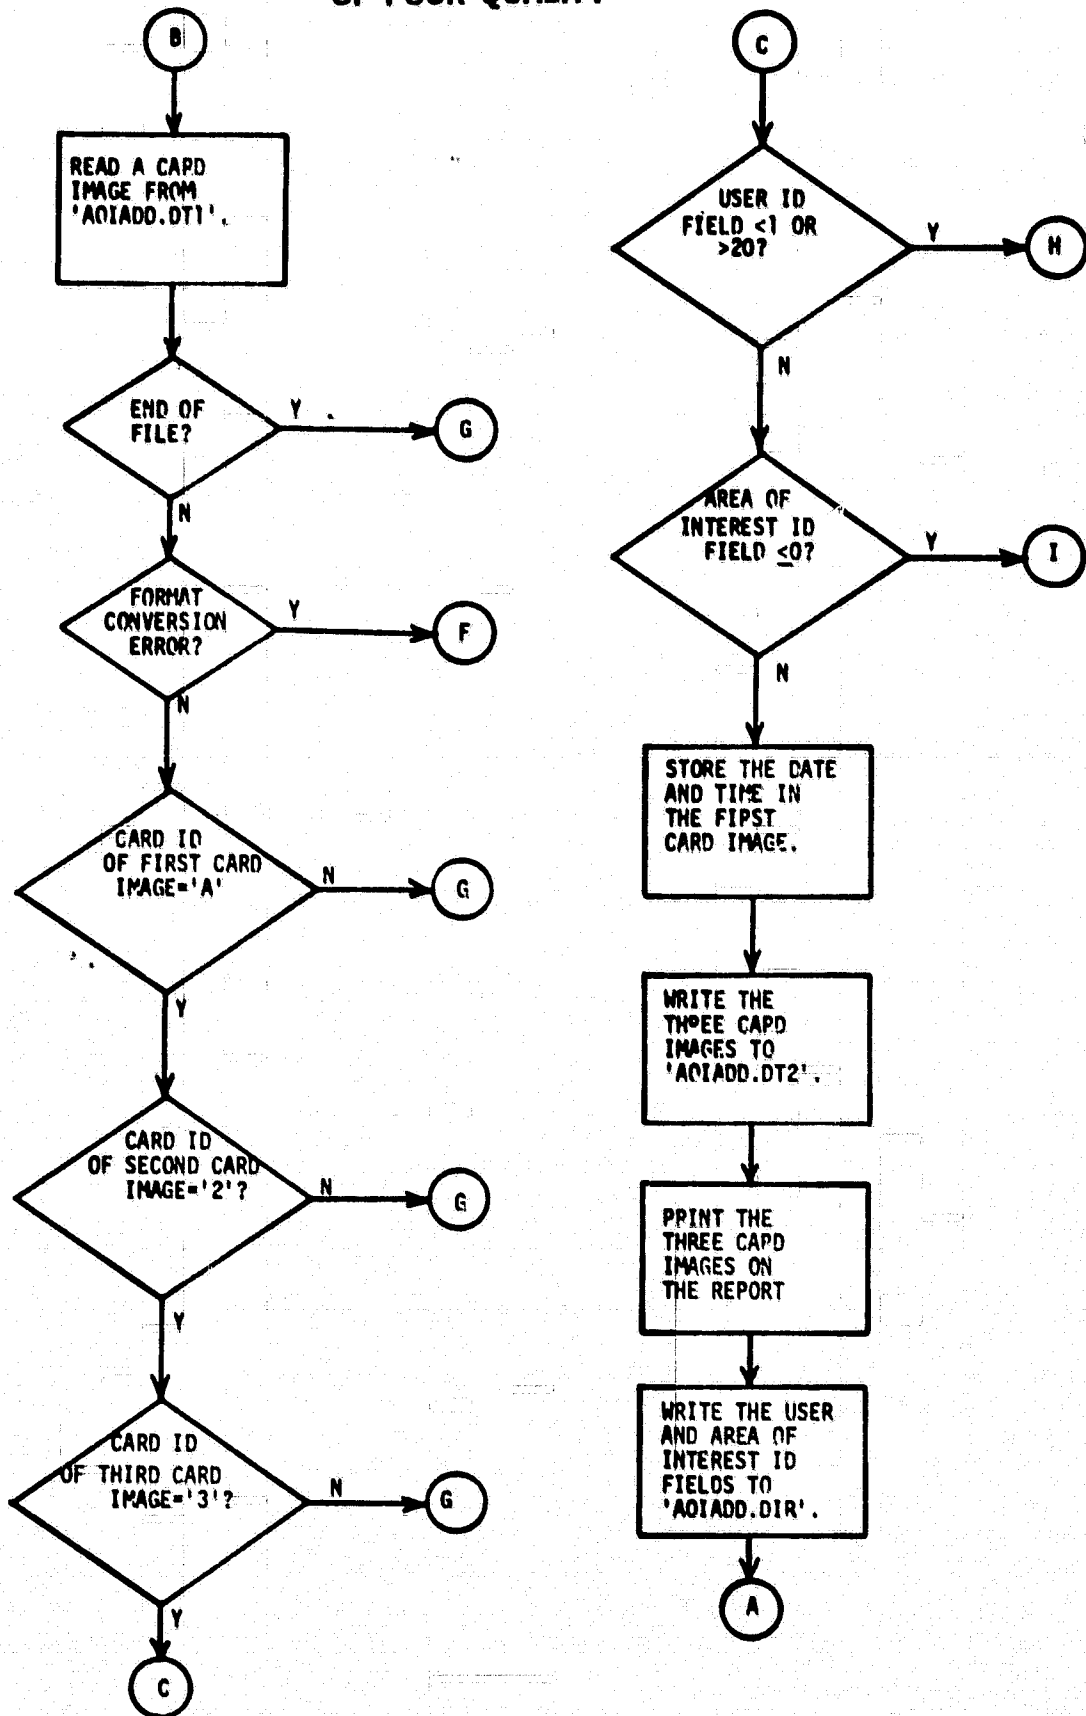 OF POOR QUALITY
B
READ A CARD
IMAGE FROM
'AOIADD.DT1'.
END OF
FILE?
Y
G
N
FORMAT
CONVERSION
ERROR?
Y
F
N
CARD ID
OF FIRST CARD
IMAGE='A'
N
G
Y
CARD ID
OF SECOND CARD
IMAGE='2'?
N
G
Y
CARD ID
OF THIRD CARD
IMAGE='3'?
N
G
Y
C
C
USER ID
FIELD <1 OR
>20?
Y
H
N
AREA OF
INTEREST ID
FIELD ≤0?
Y
I
N
STORE THE DATE
AND TIME IN
THE FIRST
CARD IMAGE.
WRITE THE
THREE CARD
IMAGES TO
'AOIADD.DT2'.
PRINT THE
THREE CARD
IMAGES ON
THE REPORT
WRITE THE USER
AND AREA OF
INTEREST ID
FIELDS TO
'AOIADD.DIR'.
A